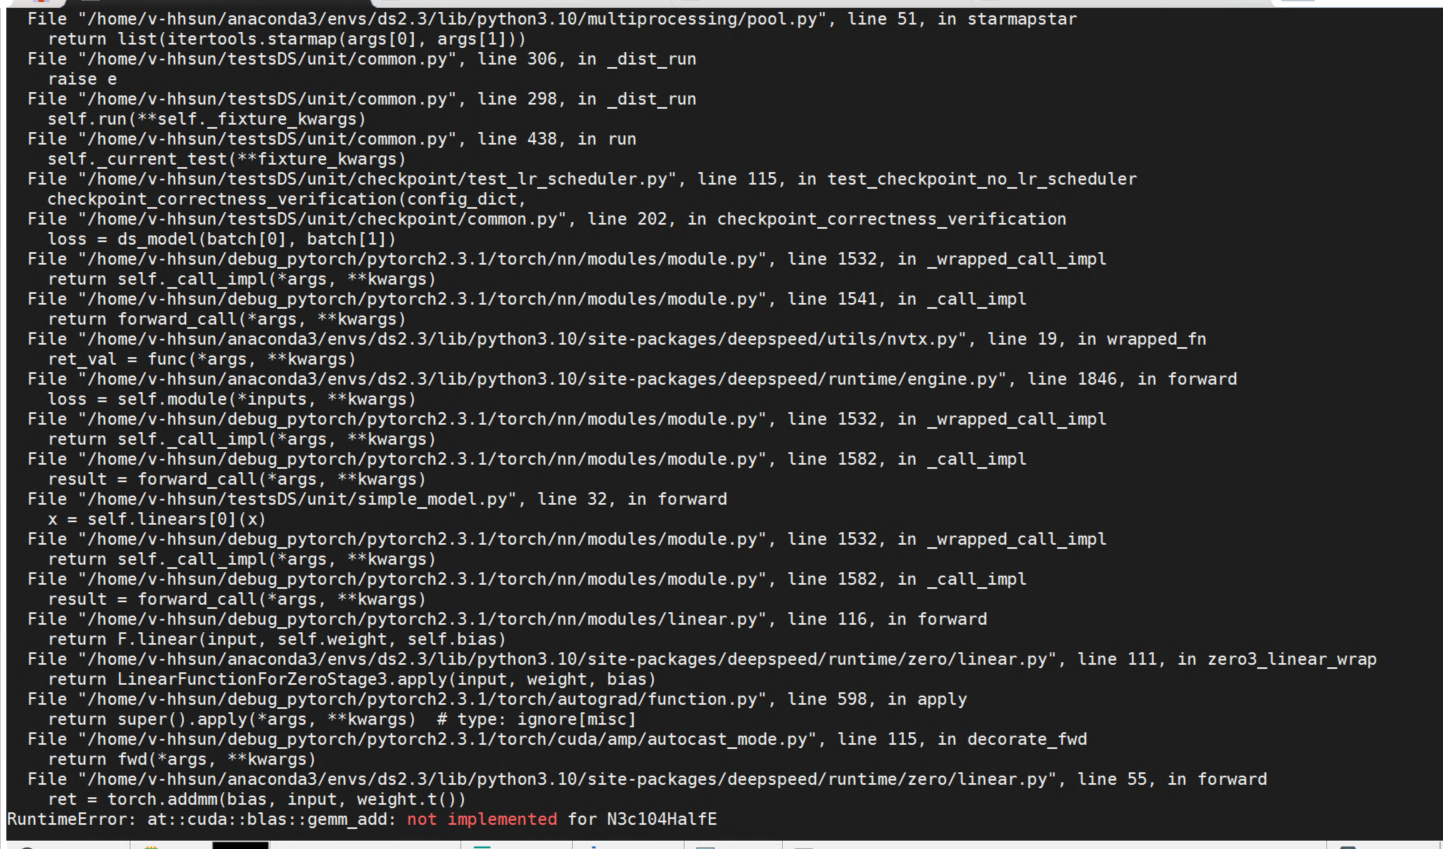 File "/home/v-hhsun/anaconda3/envs/ds2.3/lib/python3.10/multiprocessing/pool.py", line 51, in starmapstar
return list(itertools.starmap(args[0], args[1]))
File "/home/v-hhsun/testsDS/unit/common.py", line 306, in _dist_run
raise e
File "/home/v-hhsun/testsDS/unit/common.py", line 298, in _dist_run
self.run(**self._fixture_kwargs)
File "/home/v-hhsun/testsDS/unit/common.py", line 438, in run
self._current_test(**fixture_kwargs)
File "/home/v-hhsun/testsDS/unit/checkpoint/test_lr_scheduler.py", line 115, in test_checkpoint_no_lr_scheduler
checkpoint_correctness_verification(config_dict,
File "/home/v-hhsun/testsDS/unit/checkpoint/common.py", line 202, in checkpoint_correctness_verification
loss = ds_model(batch[0], batch[1])
File "/home/v-hhsun/debug_pytorch/pytorch2.3.1/torch/nn/modules/module.py", line 1532, in _wrapped_call_impl
return self._call_impl(*args, **kwargs)
File "/home/v-hhsun/debug_pytorch/pytorch2.3.1/torch/nn/modules/module.py", line 1541, in _call_impl
return forward_call(*args, **kwargs)
File "/home/v-hhsun/anaconda3/envs/ds2.3/lib/python3.10/site-packages/deepspeed/utils/nvtx.py", line 19, in wrapped_fn
ret_val = func(*args, **kwargs)
File "/home/v-hhsun/anaconda3/envs/ds2.3/lib/python3.10/site-packages/deepspeed/runtime/engine.py", line 1846, in forward
loss = self.module(*inputs, **kwargs)
File "/home/v-hhsun/debug_pytorch/pytorch2.3.1/torch/nn/modules/module.py", line 1532, in _wrapped_call_impl
return self._call_impl(*args, **kwargs)
File "/home/v-hhsun/debug_pytorch/pytorch2.3.1/torch/nn/modules/module.py", line 1582, in _call_impl
result = forward_call(*args, **kwargs)
File "/home/v-hhsun/testsDS/unit/simple_model.py", line 32, in forward
x = self.linears[0](x)
File "/home/v-hhsun/debug_pytorch/pytorch2.3.1/torch/nn/modules/module.py", line 1532, in _wrapped_call_impl
return self._call_impl(*args, **kwargs)
File "/home/v-hhsun/debug_pytorch/pytorch2.3.1/torch/nn/modules/module.py", line 1582, in _call_impl
result = forward_call(*args, **kwargs)
File "/home/v-hhsun/debug_pytorch/pytorch2.3.1/torch/nn/modules/linear.py", line 116, in forward
return F.linear(input, self.weight, self.bias)
File "/home/v-hhsun/anaconda3/envs/ds2.3/lib/python3.10/site-packages/deepspeed/runtime/zero/linear.py", line 111, in zero3_linear_wrap
return LinearFunctionForZeroStage3.apply(input, weight, bias)
File "/home/v-hhsun/debug_pytorch/pytorch2.3.1/torch/autograd/function.py", line 598, in apply
return super().apply(*args, **kwargs)  # type: ignore[misc]
File "/home/v-hhsun/debug_pytorch/pytorch2.3.1/torch/cuda/amp/autocast_mode.py", line 115, in decorate_fwd
return fwd(*args, **kwargs)
File "/home/v-hhsun/anaconda3/envs/ds2.3/lib/python3.10/site-packages/deepspeed/runtime/zero/linear.py", line 55, in forward
ret = torch.addmm(bias, input, weight.t())
RuntimeError: at::cuda::blas::gemm_add: not implemented for N3c104HalfE